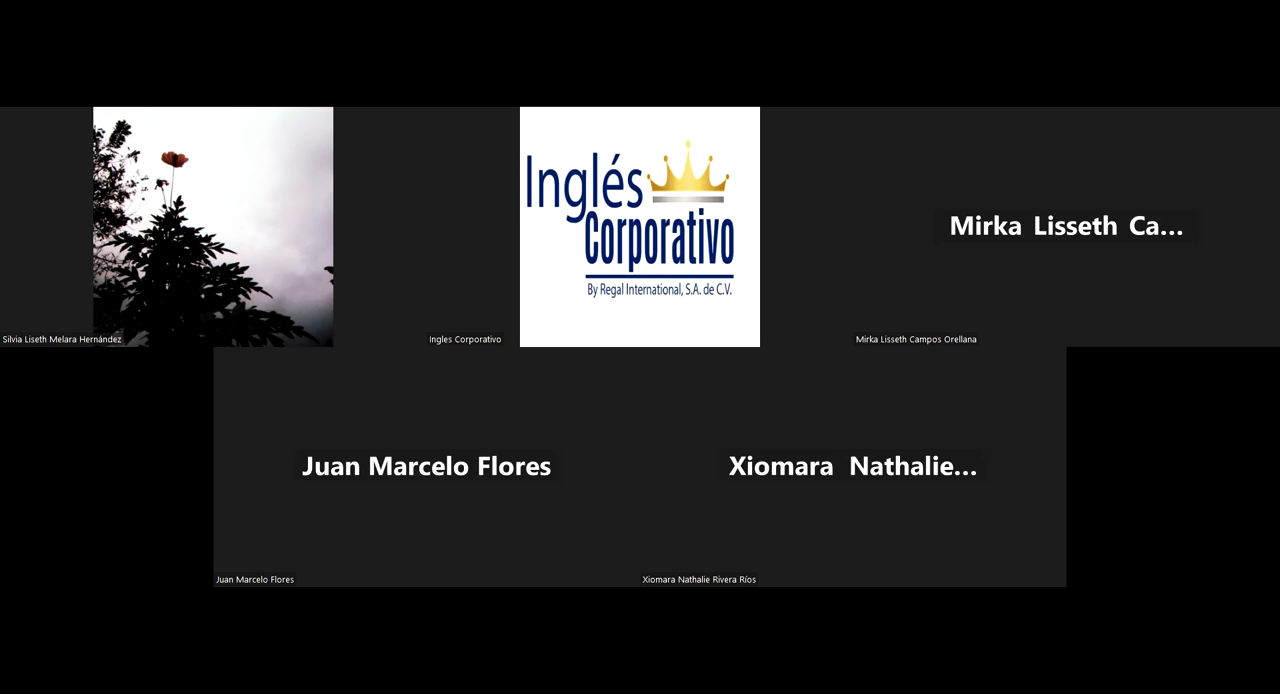 Inglés
Corporativo
By Regal International, S.A. de C.V.
Mirka Lisseth Ca...
Silvia Liseth Melara Hernández
Ingles Corporativo
Mirka Lisseth Campos Orellana
Juan Marcelo Flores
Xiomara Nathalie...
Juan Marcelo Flores
Xiomara Nathalie Rivera Ríos